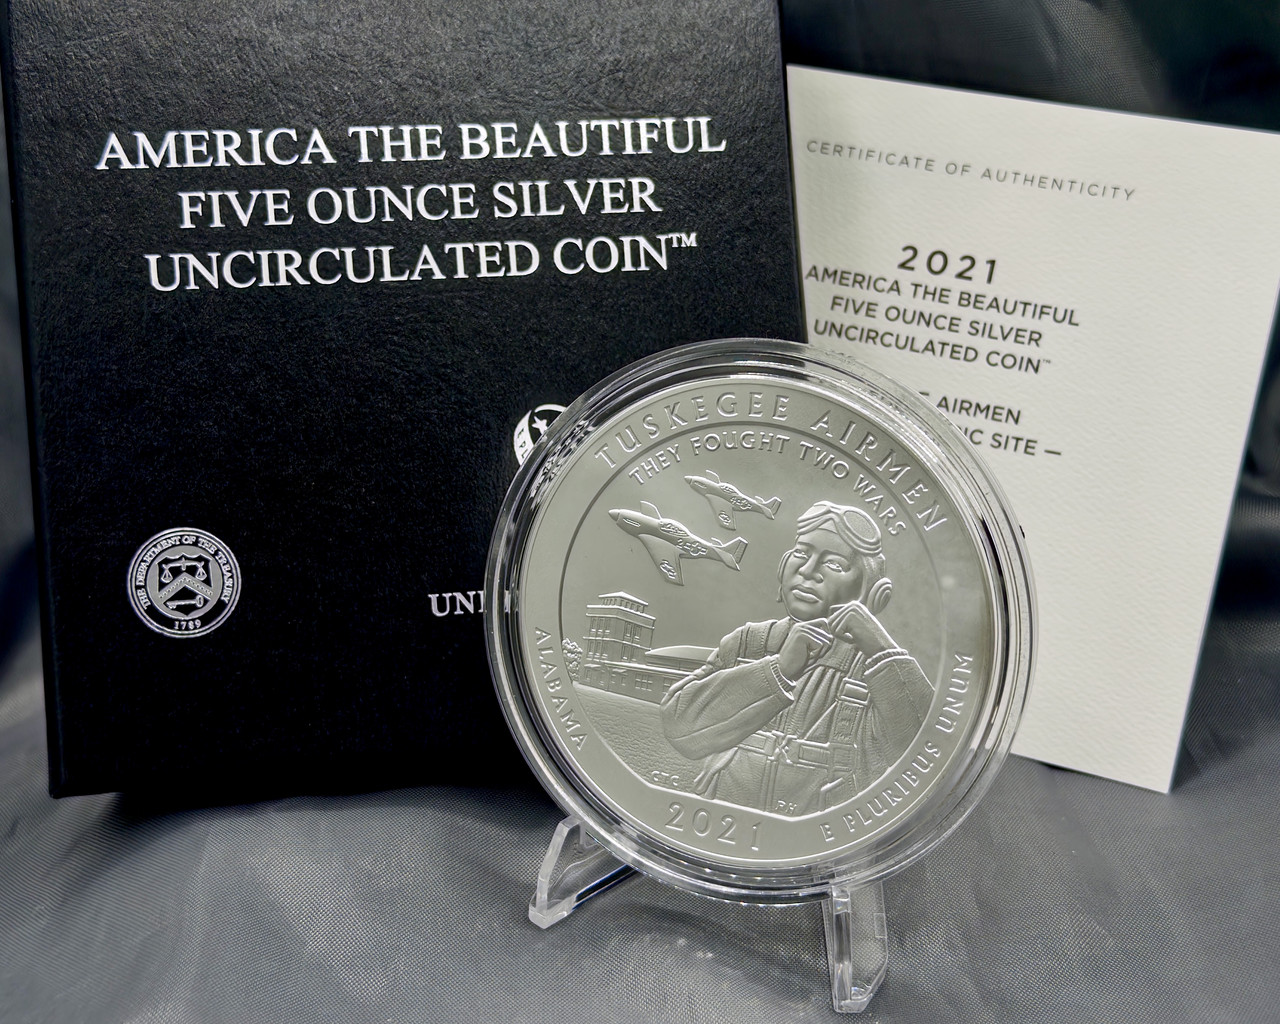 AMERICA THE BEAUTIFUL
FIVE OUNCE SILVER
UNCIRCULATED COIN™
THE DEPARTMENT OF THE TREASURY
1789
CERTIFICATE OF AUTHENTICITY
2021
AMERICA THE BEAUTIFUL
FIVE OUNCE SILVER
UNCIRCULATED COIN™
AIRMEN
SITE —
TUSKEGEE AIRMEN
THEY FOUGHT TWO WARS
ALABAMA
CTC
PH
2021
E PLURIBUS UNUM